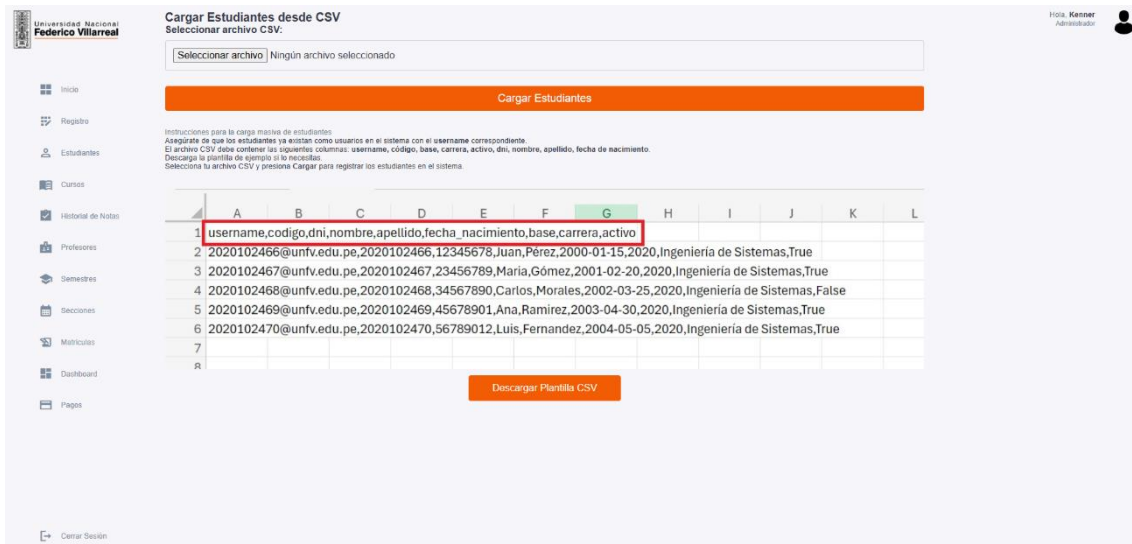 Universidad Nacional
Federico Villarreal
Cargar Estudiantes desde CSV
Seleccionar archivo CSV:
Seleccionar archivo Ningún archivo seleccionado
Hola, Kenner
Administrador
Inicio
Registro
Estudiantes
Cursos
Historial de Notas
Profesores
Semestres
Secciones
Matriculas
Dashboard
Pagos
Cerrar Sesión
Cargar Estudiantes
Instrucciones para la carga masiva de estudiantes
Asegúrate de que los estudiantes ya existan como usuarios en el sistema con el username correspondiente.
El archivo CSV debe contener las siguientes columnas: username, código, base, carrera, activo, dni, nombre, apellido, fecha de nacimiento.
Descarga la plantilla de ejemplo si lo necesitas.
Selecciona tu archivo CSV y presiona Cargar para registrar los estudiantes en el sistema.
A B C D E F G H I J K L
1 username,codigo,dni,nombre,apellido,fecha_nacimiento,base,carrera,activo
2 2020102466@unfv.edu.pe,2020102466,12345678,Juan,Pérez,2000-01-15,2020,Ingeniería de Sistemas,True
3 2020102467@unfv.edu.pe,2020102467,23456789,Maria,Gómez,2001-02-20,2020,Ingeniería de Sistemas,True
4 2020102468@unfv.edu.pe,2020102468,34567890,Carlos,Morales,2002-03-25,2020,Ingeniería de Sistemas,False
5 2020102469@unfv.edu.pe,2020102469,45678901,Ana,Ramirez,2003-04-30,2020,Ingeniería de Sistemas,True
6 2020102470@unfv.edu.pe,2020102470,56789012,Luis,Fernandez,2004-05-05,2020,Ingeniería de Sistemas,True
7
8
Descargar Plantilla CSV